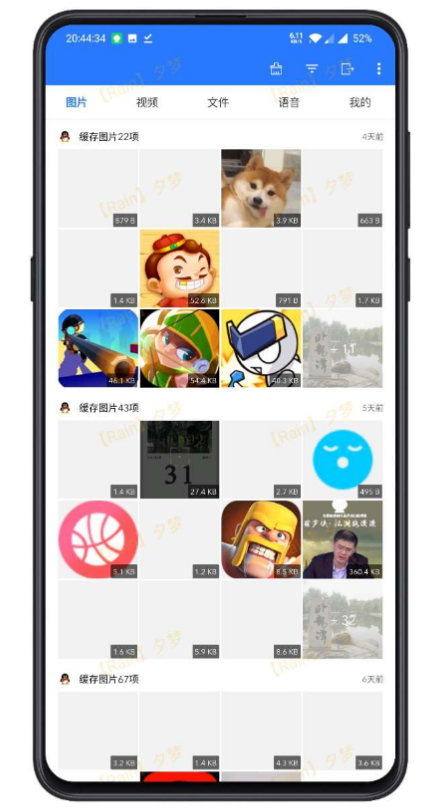 20:44:34
6.11 KB/S
52%
图片 视频 文件 语音 我的
缓存图片22项 4天前
879 B 3.4 KB 3.9 KB 663 B
1.4 KB 52.6 KB 791 B 1.7 KB
46.1 KB 54.4 KB 40.3 KB + 11
缓存图片43项 5天前
31
1.4 KB 27.4 KB 2.7 KB 495 B
5.1 KB 1.2 KB 8.5 KB 360.4 KB
1.6 KB 5.9 KB 8.6 KB + 32
缓存图片67项 6天前
3.2 KB 1.4 KB 4.3 KB 3.6 KB
【Rain】夕梦